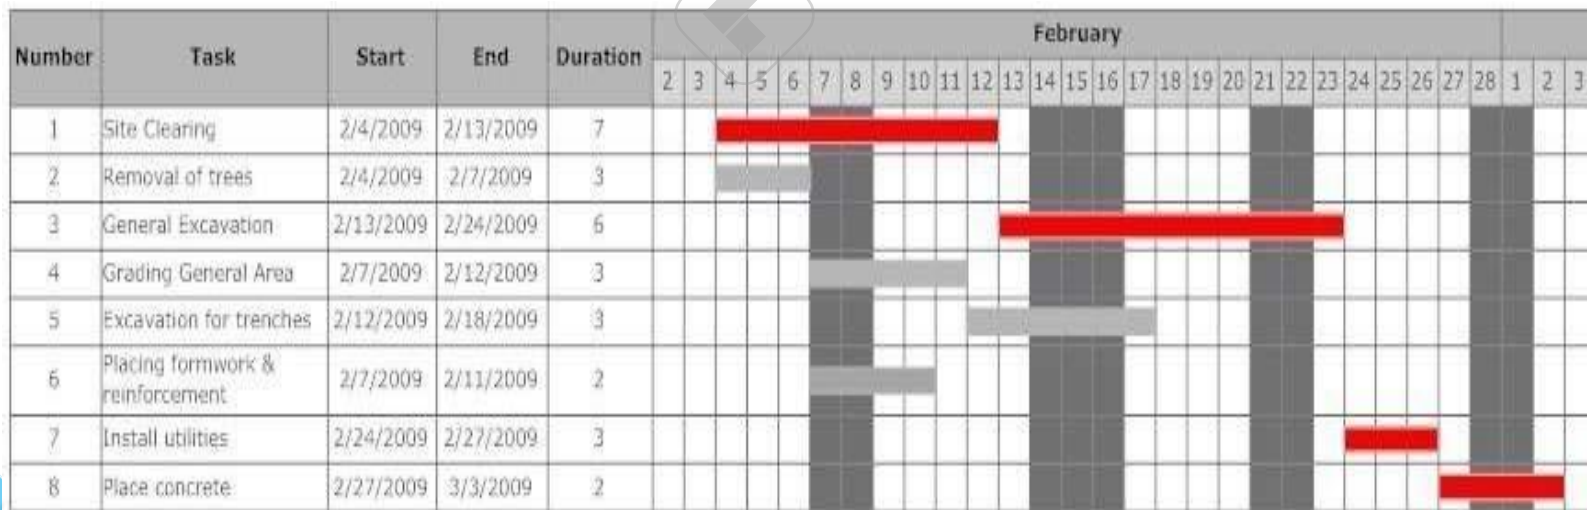 February
Number Task Start End Duration
2 3 4 5 6 7 8 9 10 11 12 13 14 15 16 17 18 19 20 21 22 23 24 25 26 27 28 1 2 3
1 Site Clearing 2/4/2009 2/13/2009 7
2 Removal of trees 2/4/2009 2/7/2009 3
3 General Excavation 2/13/2009 2/24/2009 6
4 Grading General Area 2/7/2009 2/12/2009 3
5 Excavation for trenches 2/12/2009 2/18/2009 3
6 Placing formwork &
reinforcement 2/7/2009 2/11/2009 2
7 Install utilities 2/24/2009 2/27/2009 3
8 Place concrete 2/27/2009 3/3/2009 2